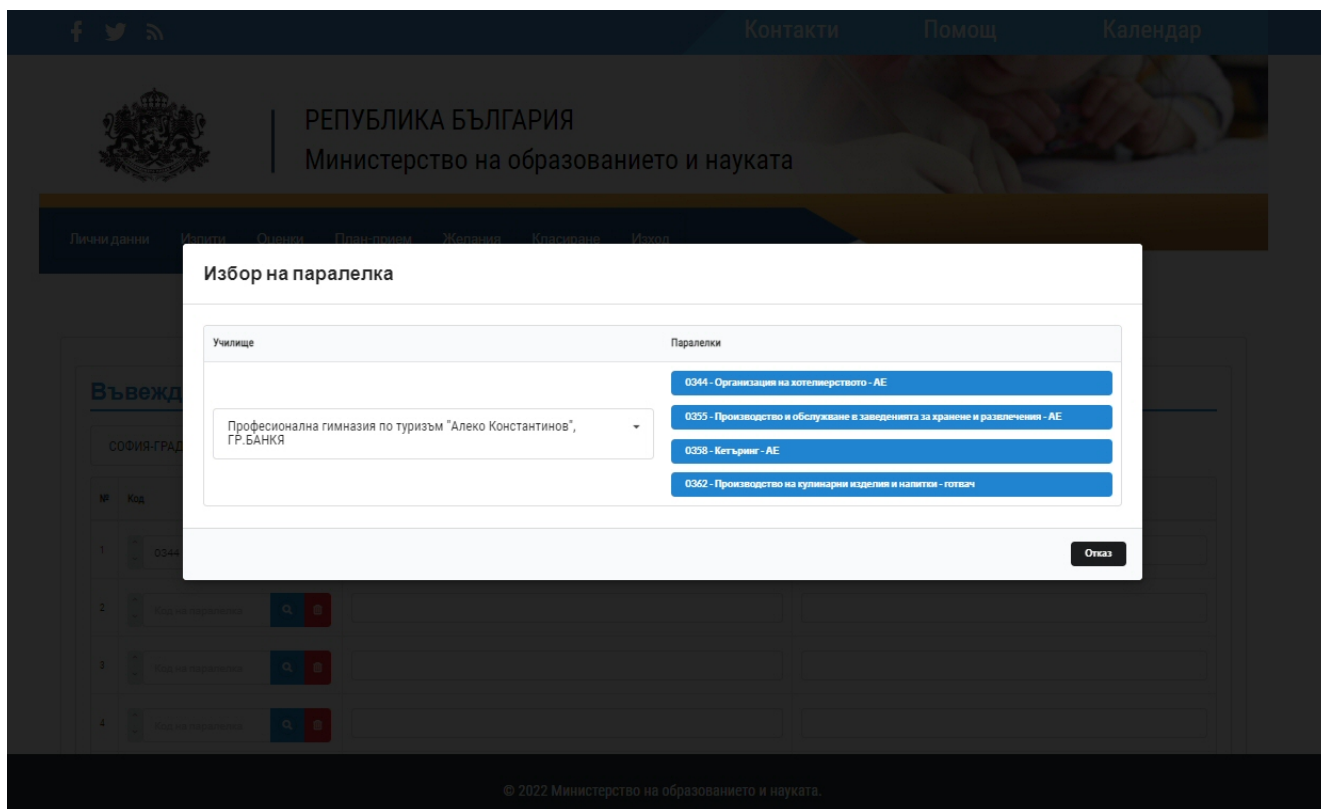 Контакти Помощ Календар
РЕПУБЛИКА БЪЛГАРИЯ
Министерство на образованието и науката
Лични данни Изпити Оценки План-прием Желания Класиране Изход
Избор на паралелка
Училище Паралелки
0344 - Организация на хотелиерството - АЕ
0355 - Производство и обслужване в заведенията за хранене и развлечения - АЕ
Професионална гимназия по туризъм "Алеко Константинов",
ГР.БАНКЯ
0358 - Кетъринг - АЕ
0362 - Производство на кулинарни изделия и напитки - готвач
Отказ
Въвежд
СОФИЯ-ГРАД
№ Код
1 0344
2 Код на паралелка
3 Код на паралелка
4 Код на паралелка
© 2022 Министерство на образованието и науката.